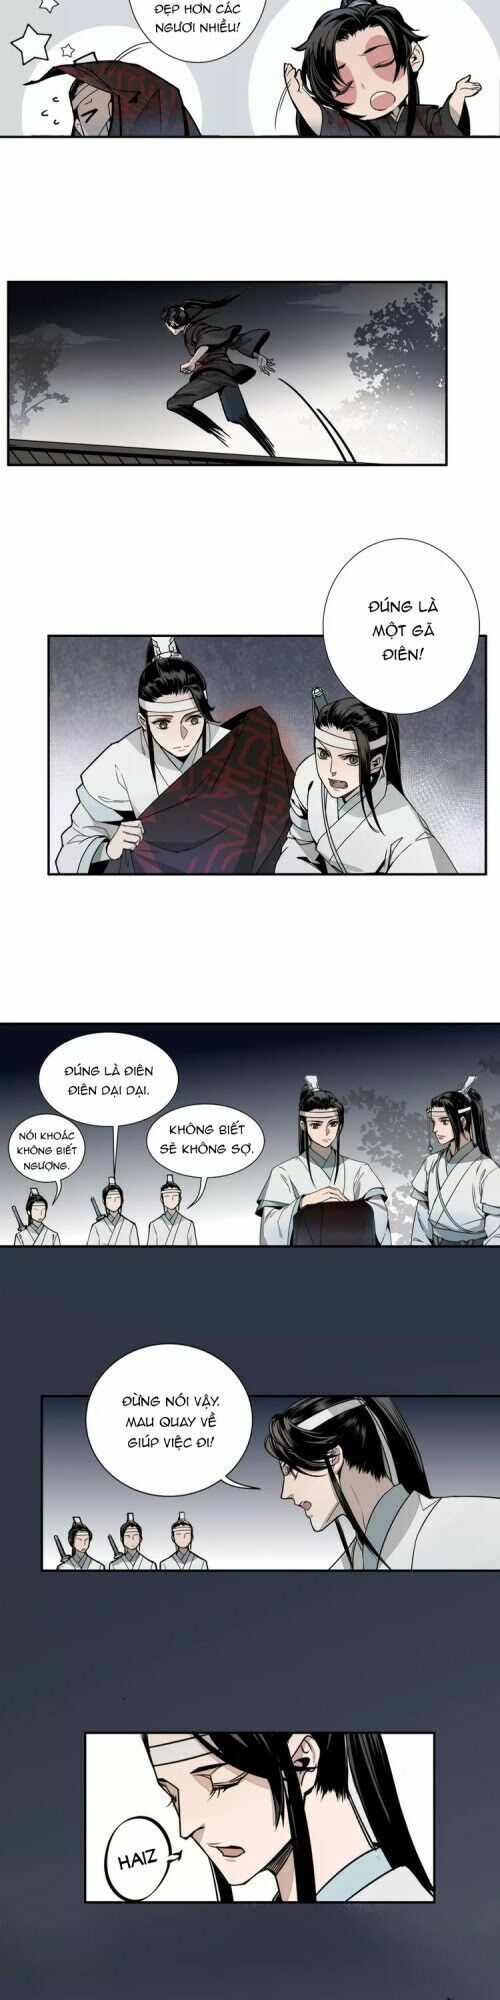 ĐẸP HƠN CÁC
NGƯƠI NHIỀU!
ĐÚNG LÀ
MỘT GÃ
ĐIÊN!
ĐÚNG LÀ ĐIÊN
ĐIÊN DẠI DẠI.
NÓI KHOÁC
KHÔNG BIẾT
NGƯỢNG.
KHÔNG BIẾT
SẼ KHÔNG SỢ.
ĐỪNG NÓI VẬY.
MAU QUAY VỀ
GIÚP VIỆC ĐI!
HAIZ